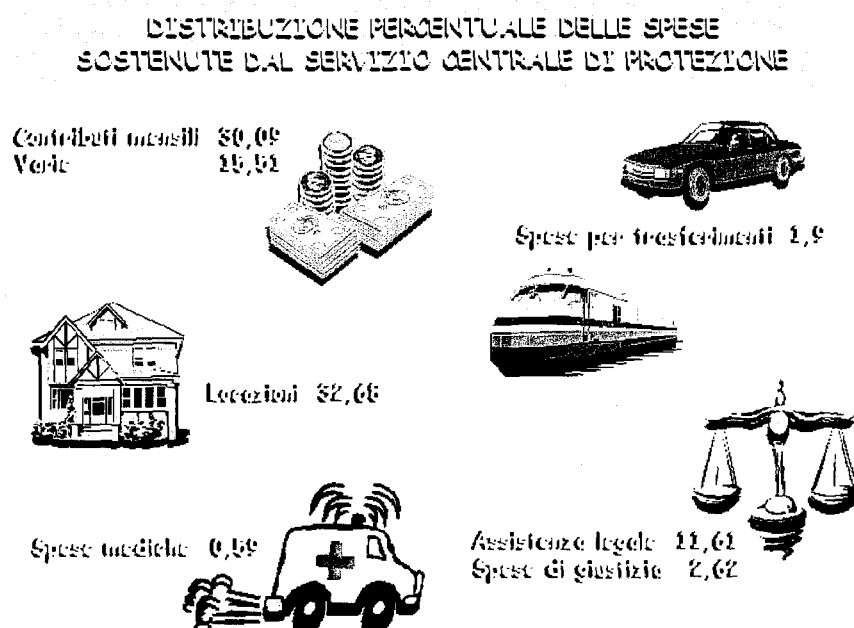 DISTRIBUZIONE PERCENTUALE DELLE SPESE
SOSTENUTE DAL SERVIZIO CENTRALE DI PROTEZIONE
Contributi mensili 30,09
Varie 15,51
Spese per trasferimenti 1,9
Locazioni 32,68
Spese mediche 0,59
Assistenza legale 11,61
Spese di giustizia 2,62